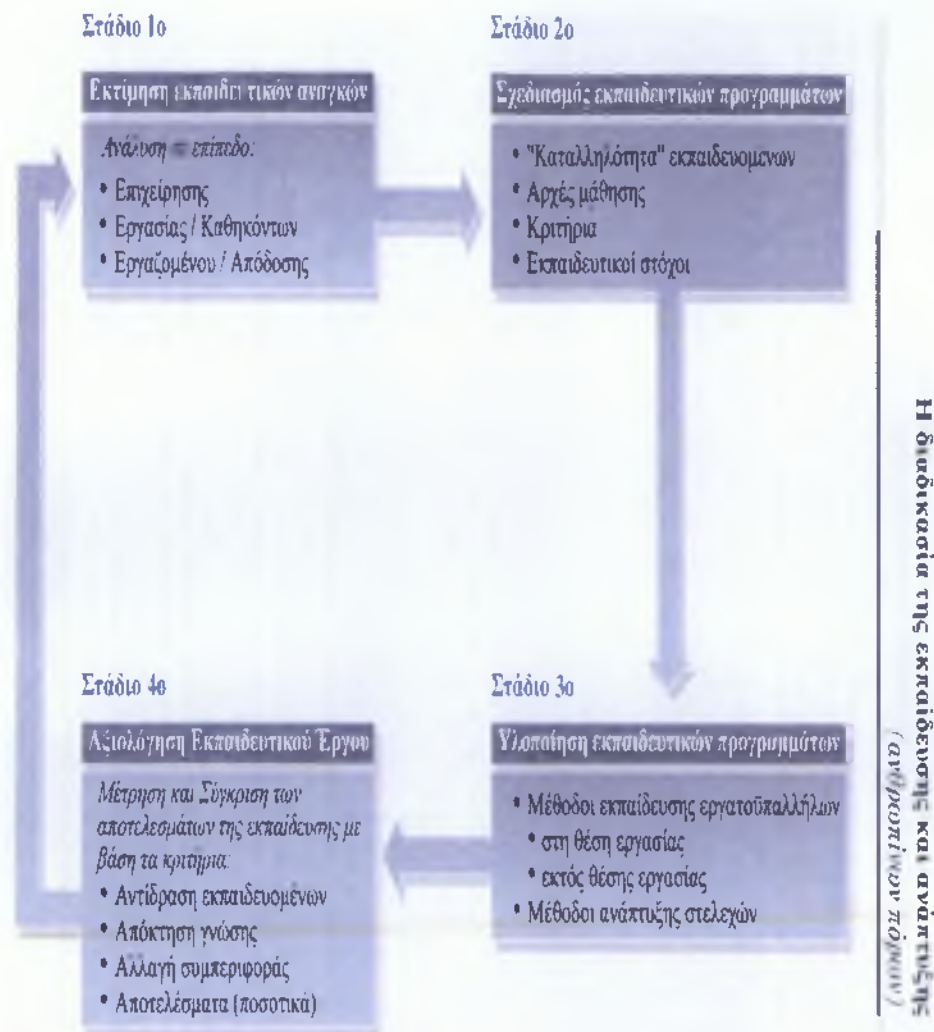 Στάδιο 1ο
Εκτίμηση εκπαιδευτικών αναγκών
Ανάλυση επίπεδο:
• Επιχείρησης
• Εργασίας / Καθηκόντων
• Εργαζομένου / Απόδοσης
Στάδιο 2ο
Σχεδιασμός εκπαιδευτικών προγραμμάτων
• "Καταλληλότητα" εκπαιδευομενων
• Αρχές μάθησης
• Κριτήρια
• Εκπαιδευτικοί στόχοι
Στάδιο 3ο
Υλοποίηση εκπαιδευτικών προγραμμάτων
• Μέθοδοι εκπαίδευσης εργατοϋπαλλήλων
• στη θέση εργασίας
• εκτός θέσης εργασίας
• Μέθοδοι ανάπτυξης στελεχών
Στάδιο 4ο
Αξιολόγηση Εκπαιδευτικού Έργου
Μέτρηση και Σύγκριση των
αποτελεσμάτων της εκπαίδευσης με
βάση τα κριτήρια:
• Αντίδραση εκπαιδευομένων
• Απόκτηση γνώσης
• Αλλαγή συμπεριφοράς
• Αποτελέσματα (ποσοτικά)
Η διαδικασία της εκπαίδευσης και ανάπτυξης
(ανθρωπίνων πόρων)